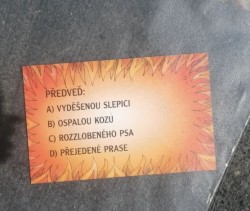 PŘEDVEĎ:
A) VYDĚŠENOU SLEPICI
B) OSPALOU KOZU
C) ROZZLOBENÉHO PSA
D) PŘEJEDENÉ PRASE